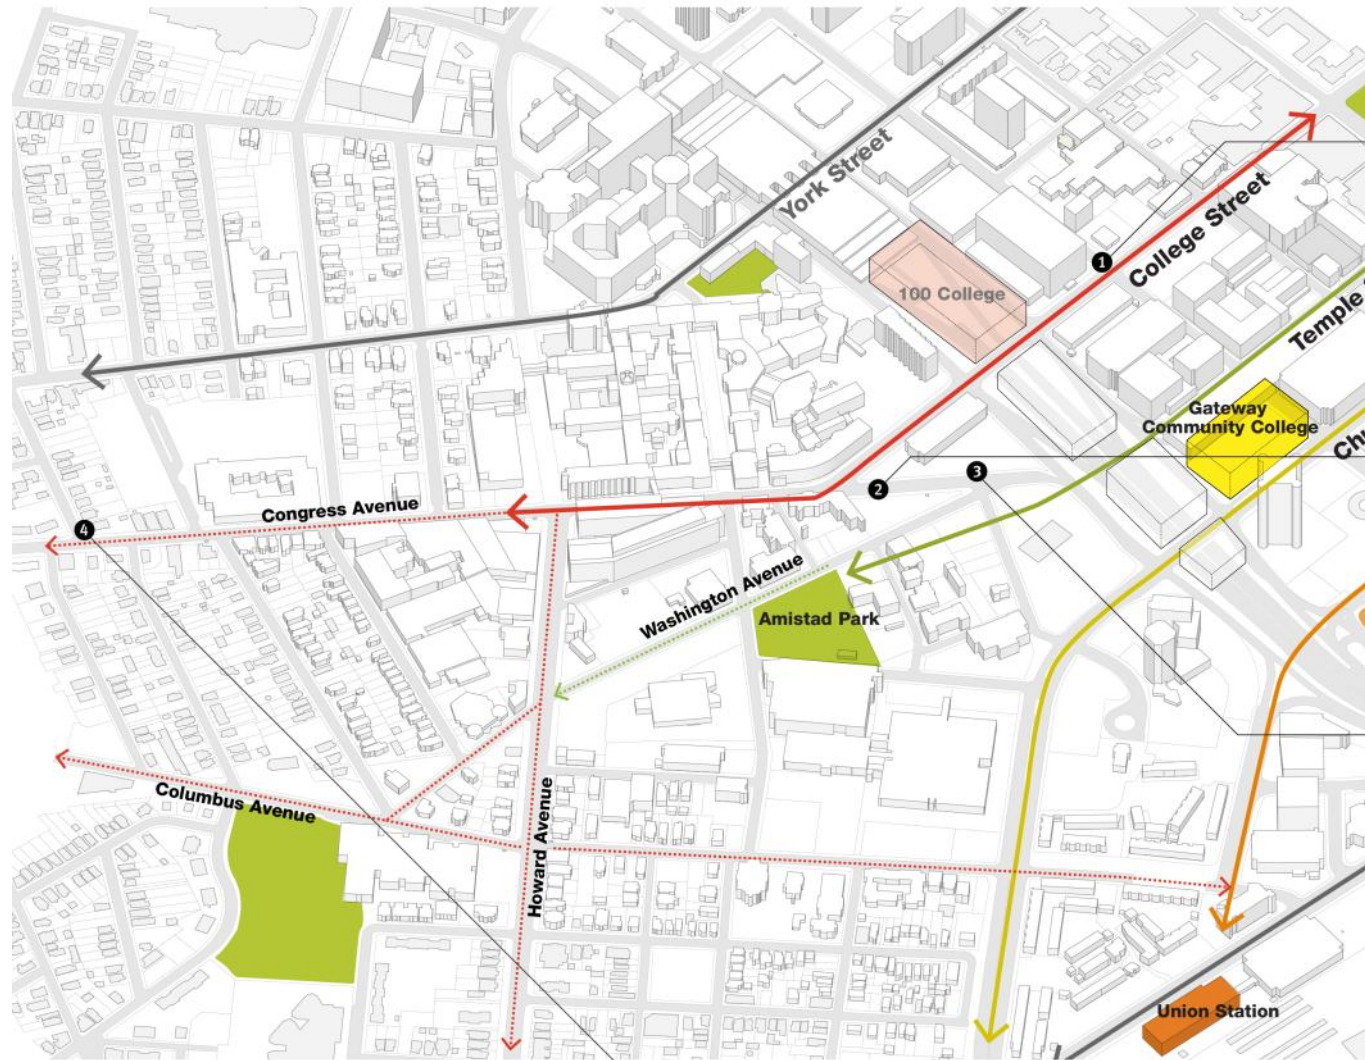 York Street
College Street
1
100 College
Temple
Gateway
Community College
2
3
Congress Avenue
4
Washington Avenue
Amistad Park
Columbus Avenue
Howard Avenue
Union Station